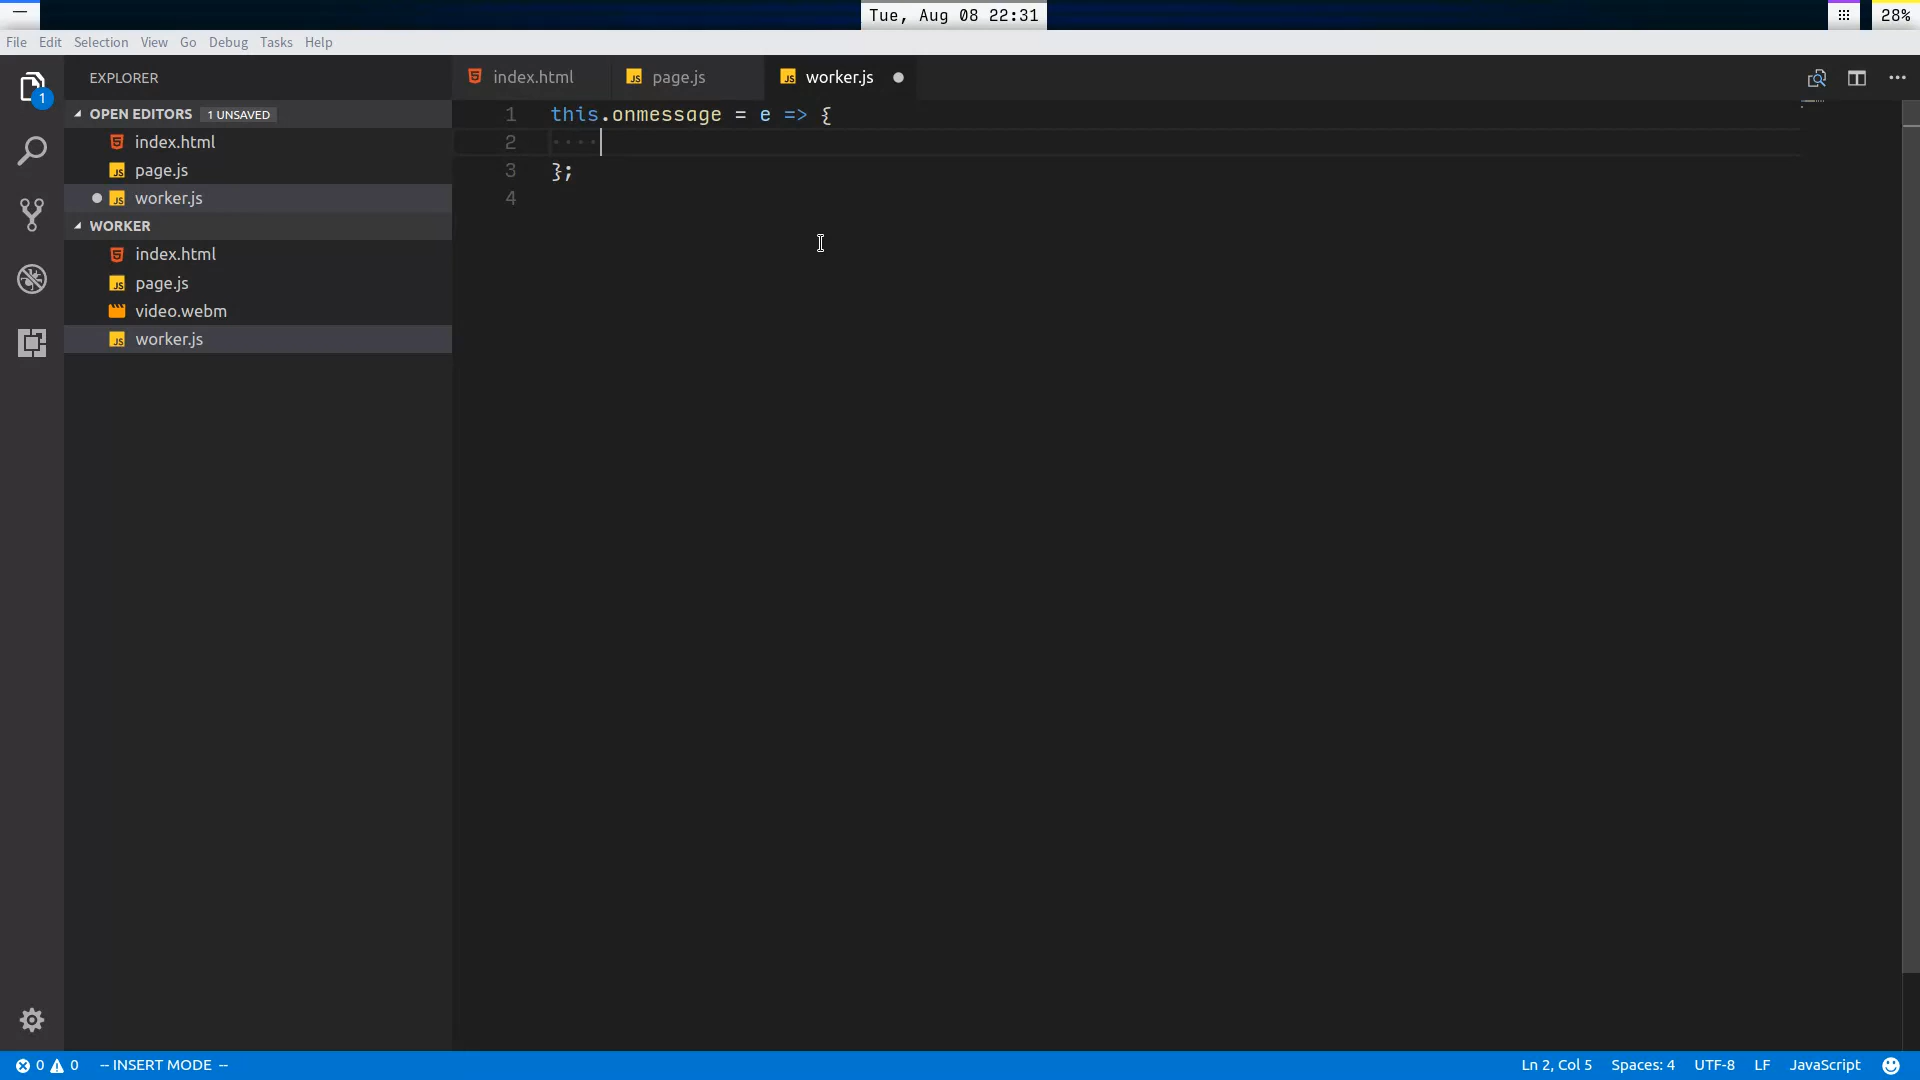 Tue, Aug 08 22:31
28%
File Edit Selection View Go Debug Tasks Help
EXPLORER
OPEN EDITORS 1 UNSAVED
index.html
page.js
worker.js
WORKER
index.html
page.js
video.webm
worker.js
1
index.html page.js worker.js
1 this.onmessage = e => {
2
3 };
4
0 0 -- INSERT MODE --
Ln 2, Col 5 Spaces: 4 UTF-8 LF JavaScript